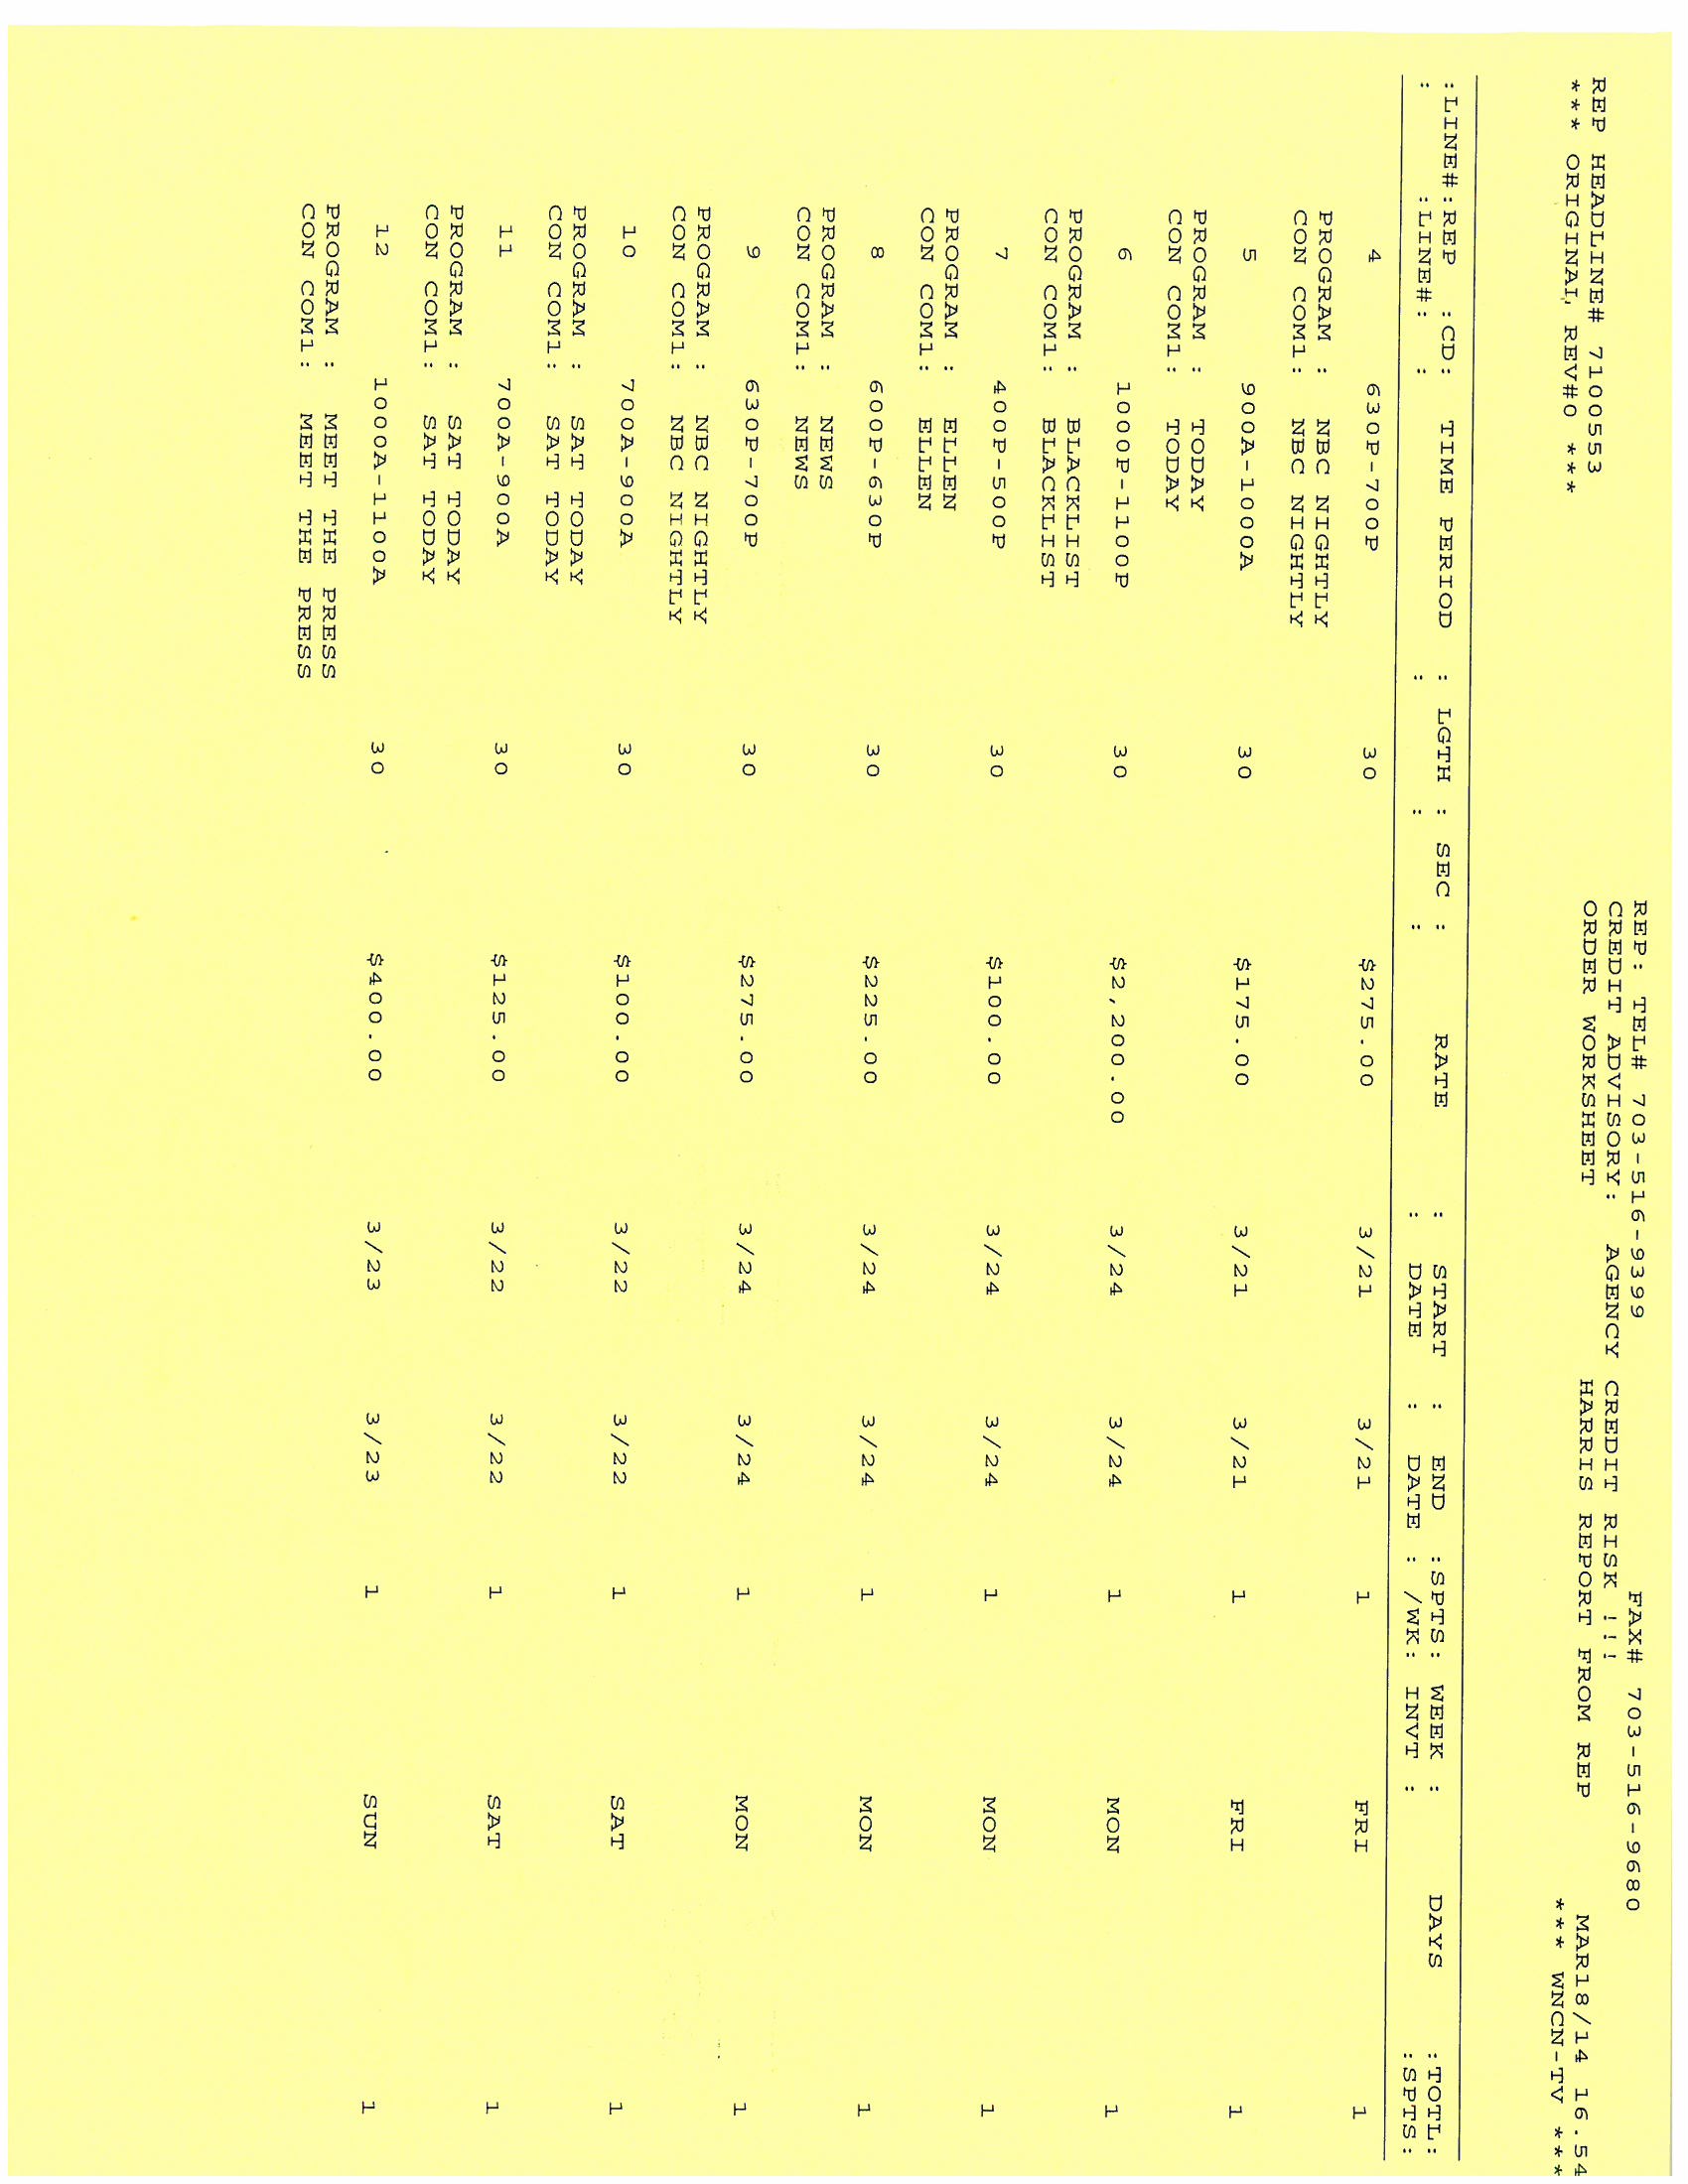 REP: TEL# 703-516-9399 FAX# 703-516-9680
REP HEADLINE# 7100553 CREDIT ADVISORY: AGENCY CREDIT RISK !!! MAR18/14 16.54
*** ORIGINAL, REV#0 *** ORDER WORKSHEET HARRIS REPORT FROM REP *** WNCN-TV ***
:LINE#:REP :CD: TIME PERIOD : LGTH : SEC : RATE : START : END :SPTS: WEEK : DAYS :TOTL:
: :LINE#: : : : : : DATE : DATE : /WK: INVT : :SPTS:
4 630P-700P 30 $275.00 3/21 3/21 1 FRI 1
PROGRAM : NBC NIGHTLY
CON COM1: NBC NIGHTLY
5 900A-1000A 30 $175.00 3/21 3/21 1 FRI 1
PROGRAM : TODAY
CON COM1: TODAY
6 1000P-1100P 30 $2,200.00 3/24 3/24 1 MON 1
PROGRAM : BLACKLIST
CON COM1: BLACKLIST
7 400P-500P 30 $100.00 3/24 3/24 1 MON 1
PROGRAM : ELLEN
CON COM1: ELLEN
8 600P-630P 30 $225.00 3/24 3/24 1 MON 1
PROGRAM : NEWS
CON COM1: NEWS
9 630P-700P 30 $275.00 3/24 3/24 1 MON 1
PROGRAM : NBC NIGHTLY
CON COM1: NBC NIGHTLY
10 700A-900A 30 $100.00 3/22 3/22 1 SAT 1
PROGRAM : SAT TODAY
CON COM1: SAT TODAY
11 700A-900A 30 $125.00 3/22 3/22 1 SAT 1
PROGRAM : SAT TODAY
CON COM1: SAT TODAY
12 1000A-1100A 30 $400.00 3/23 3/23 1 SUN 1
PROGRAM : MEET THE PRESS
CON COM1: MEET THE PRESS